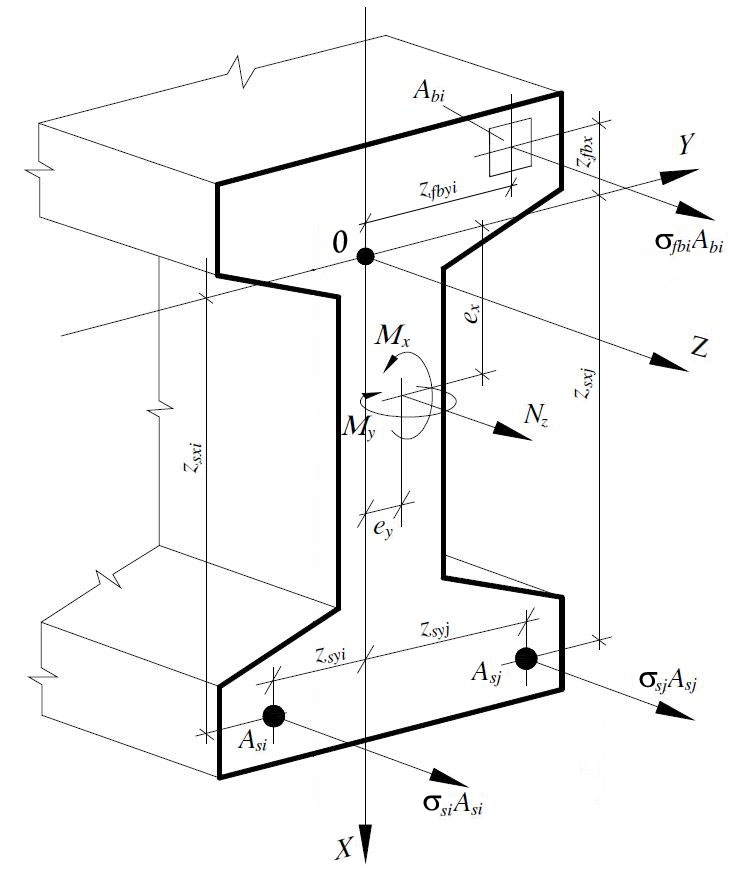 A_bi
z_fbx
Y
z_fbyi
0
σ_fbi A_bi
e_x
Z
M_x
z_sxj
N_z
M_y
z_sxi
e_y
z_syj
z_syi
A_sj
σ_sj A_sj
A_si
σ_si A_si
X